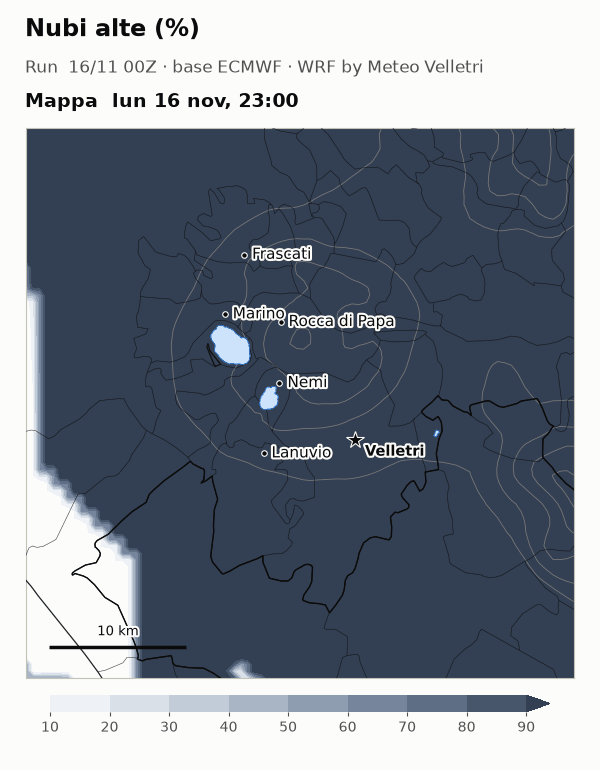 Nubi alte (%)
Run  16/11 00Z · base ECMWF · WRF by Meteo Velletri
Mappa  lun 16 nov, 23:00
Frascati
Marino
Rocca di Papa
Nemi
Velletri
Lanuvio
10 km
10 20 30 40 50 60 70 80 90